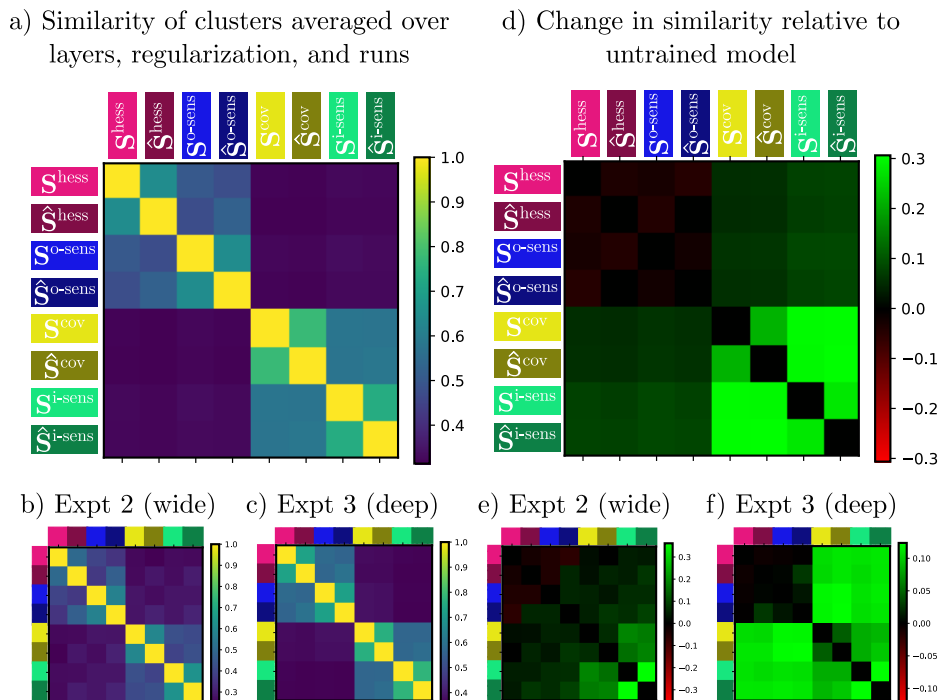 a) Similarity of clusters averaged over
layers, regularization, and runs
S^hess Ŝ^hess S^o-sens Ŝ^o-sens S^cov Ŝ^cov S^i-sens Ŝ^i-sens
S^hess
Ŝ^hess
S^o-sens
Ŝ^o-sens
S^cov
Ŝ^cov
S^i-sens
Ŝ^i-sens
1.0
0.9
0.8
0.7
0.6
0.5
0.4
d) Change in similarity relative to
untrained model
S^hess Ŝ^hess S^o-sens Ŝ^o-sens S^cov Ŝ^cov S^i-sens Ŝ^i-sens
S^hess
Ŝ^hess
S^o-sens
Ŝ^o-sens
S^cov
Ŝ^cov
S^i-sens
Ŝ^i-sens
0.3
0.2
0.1
0.0
−0.1
−0.2
−0.3
b) Expt 2 (wide)
1.0
0.9
0.8
0.7
0.6
0.5
0.4
0.3
c) Expt 3 (deep)
1.0
0.9
0.8
0.7
0.6
0.5
0.4
e) Expt 2 (wide)
0.3
0.2
0.1
0.0
−0.1
−0.2
−0.3
f) Expt 3 (deep)
0.10
0.05
0.00
−0.05
−0.10